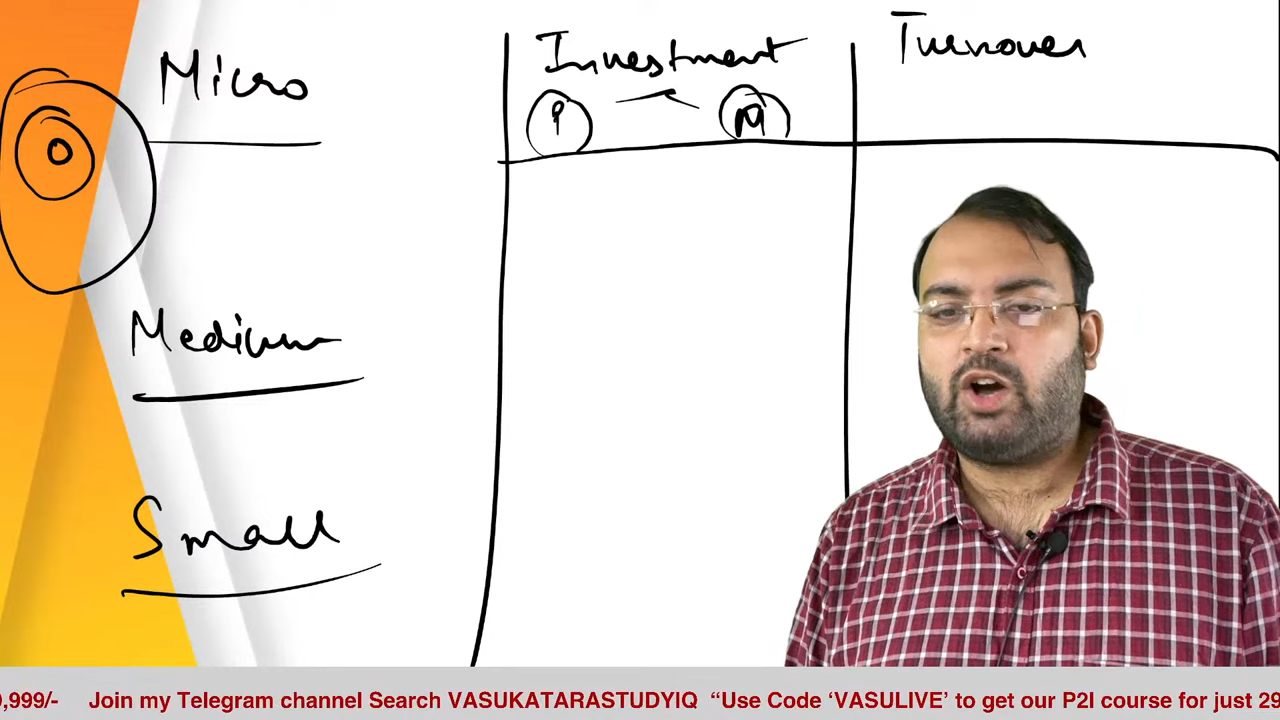 Micro
Investment
Turnover
P
M
Medium
Small
9,999/- Join my Telegram channel Search VASUKATARASTUDYIQ “Use Code ‘VASULIVE’ to get our P2I course for just 29